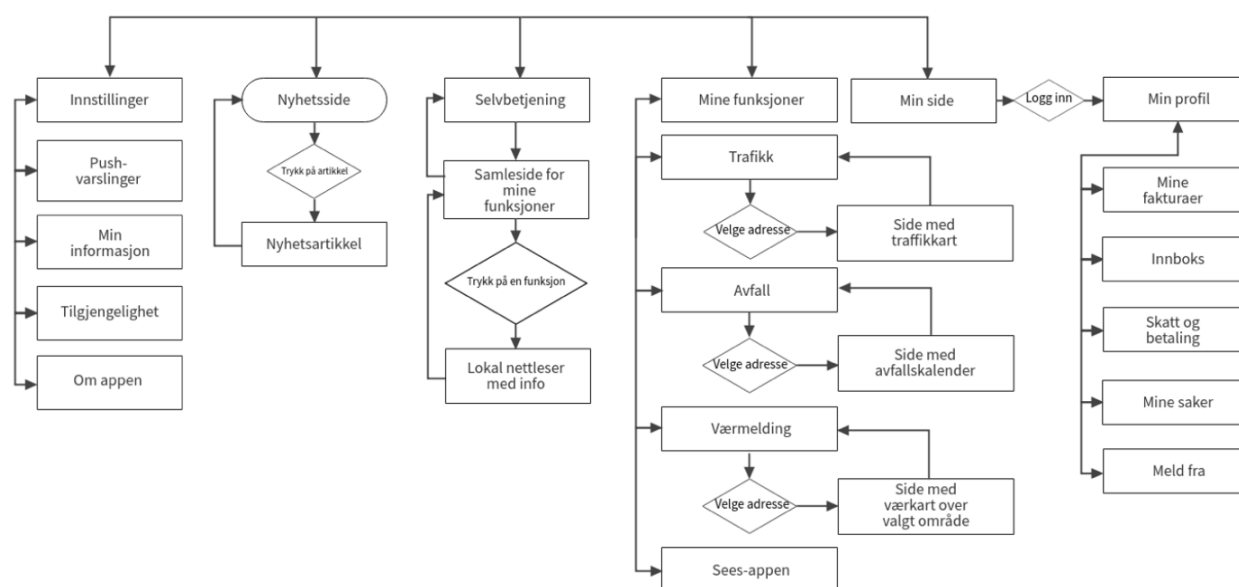 Innstillinger
Push-
varslinger
Min
informasjon
Tilgjengelighet
Om appen
Nyhetsside
Trykk på artikkel
Nyhetsartikkel
Selvbetjening
Samleside for
mine
funksjoner
Trykk på en funksjon
Lokal nettleser
med info
Mine funksjoner
Trafikk
Velge adresse
Side med
traffikkart
Avfall
Velge adresse
Side med
avfallskalender
Værmelding
Velge adresse
Side med
værkart over
valgt område
Sees-appen
Min side
Logg inn
Min profil
Mine
fakturaer
Innboks
Skatt og
betaling
Mine saker
Meld fra